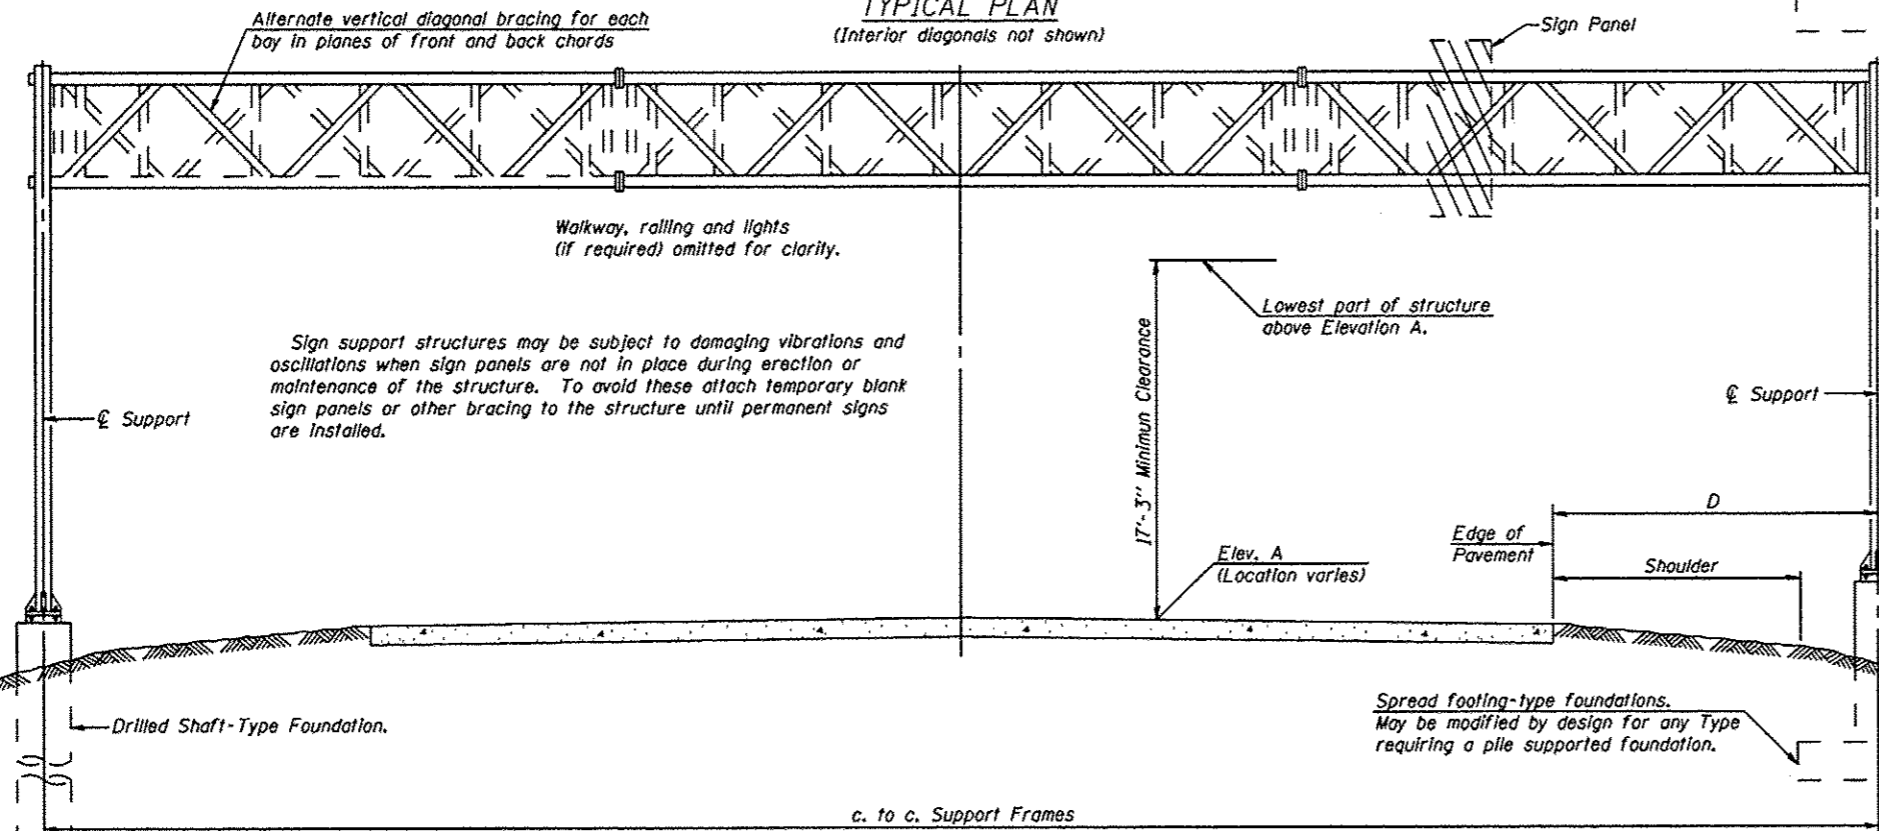 TYPICAL PLAN
(Interior diagonals not shown)
Alternate vertical diagonal bracing for each
bay in planes of front and back chords
Sign Panel
Walkway, railing and lights
(if required) omitted for clarity.
Lowest part of structure
above Elevation A.
Sign support structures may be subject to damaging vibrations and
oscillations when sign panels are not in place during erection or
maintenance of the structure. To avoid these attach temporary blank
sign panels or other bracing to the structure until permanent signs
are installed.
17'-3" Minimun Clearance
℄ Support
℄ Support
D
Edge of
Pavement
Shoulder
Elev. A
(Location varies)
Drilled Shaft-Type Foundation.
Spread footing-type foundations.
May be modified by design for any Type
requiring a pile supported foundation.
c. to c. Support Frames